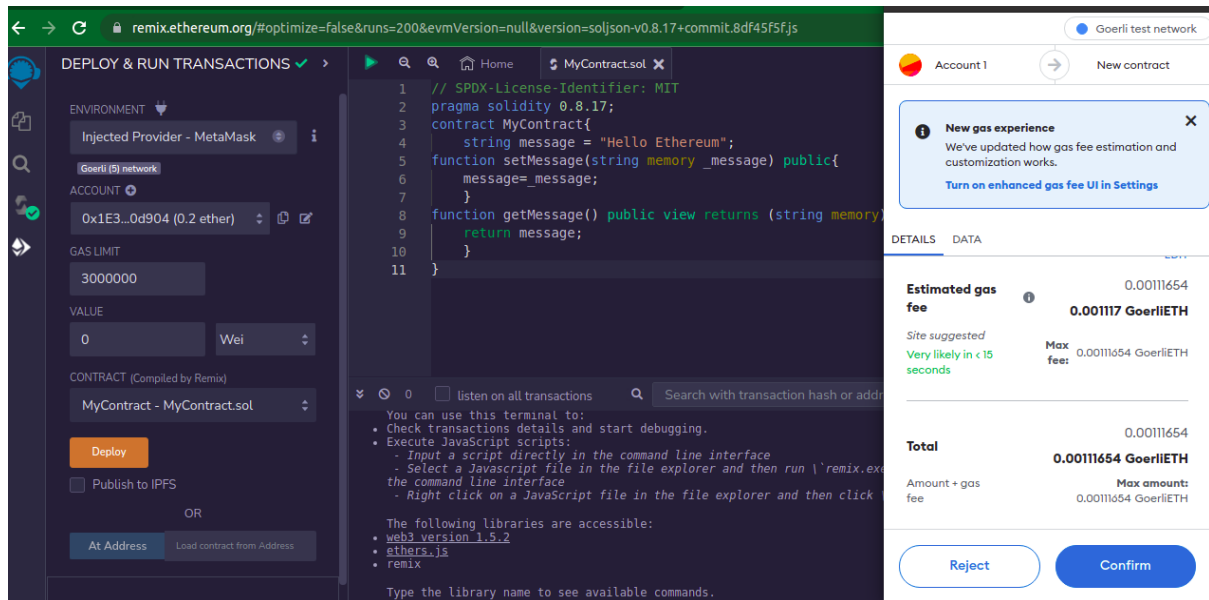 remix.ethereum.org/#optimize=false&runs=200&evmVersion=null&version=soljson-v0.8.17+commit.8df45f5f.js
DEPLOY & RUN TRANSACTIONS
ENVIRONMENT
Injected Provider - MetaMask
Goerli (5) network
ACCOUNT
0x1E3...0d904 (0.2 ether)
GAS LIMIT
3000000
VALUE
0
Wei
CONTRACT (Compiled by Remix)
MyContract - MyContract.sol
Deploy
Publish to IPFS
OR
At Address
Load contract from Address
Home
MyContract.sol
1 // SPDX-License-Identifier: MIT
2 pragma solidity 0.8.17;
3 contract MyContract{
4 string message = "Hello Ethereum";
5 function setMessage(string memory _message) public{
6 message=_message;
7 }
8 function getMessage() public view returns (string memory)
9 return message;
10 }
11 }
0
listen on all transactions
Search with transaction hash or addr
You can use this terminal to:
• Check transactions details and start debugging.
• Execute JavaScript scripts:
- Input a script directly in the command line interface
- Select a Javascript file in the file explorer and then run \`remix.exe
the command line interface
- Right click on a JavaScript file in the file explorer and then click \
The following libraries are accessible:
• web3 version 1.5.2
• ethers.js
• remix
Type the library name to see available commands.
Goerli test network
Account 1
New contract
New gas experience
We've updated how gas fee estimation and
customization works.
Turn on enhanced gas fee UI in Settings
DETAILS
DATA
Estimated gas
fee
0.00111654
0.001117 GoerliETH
Site suggested
Very likely in < 15
seconds
Max
fee:
0.00111654 GoerliETH
Total
0.00111654
0.00111654 GoerliETH
Amount + gas
fee
Max amount:
0.00111654 GoerliETH
Reject
Confirm